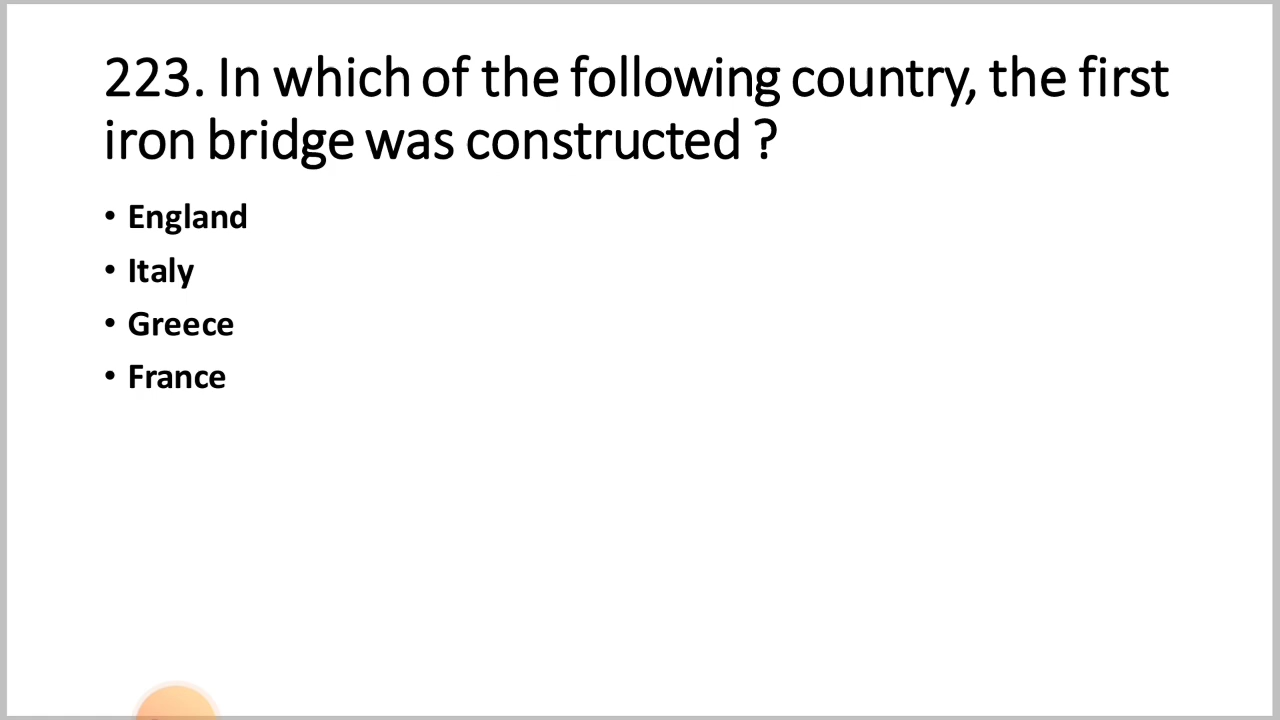 223. In which of the following country, the first
iron bridge was constructed ?
• England
• Italy
• Greece
• France